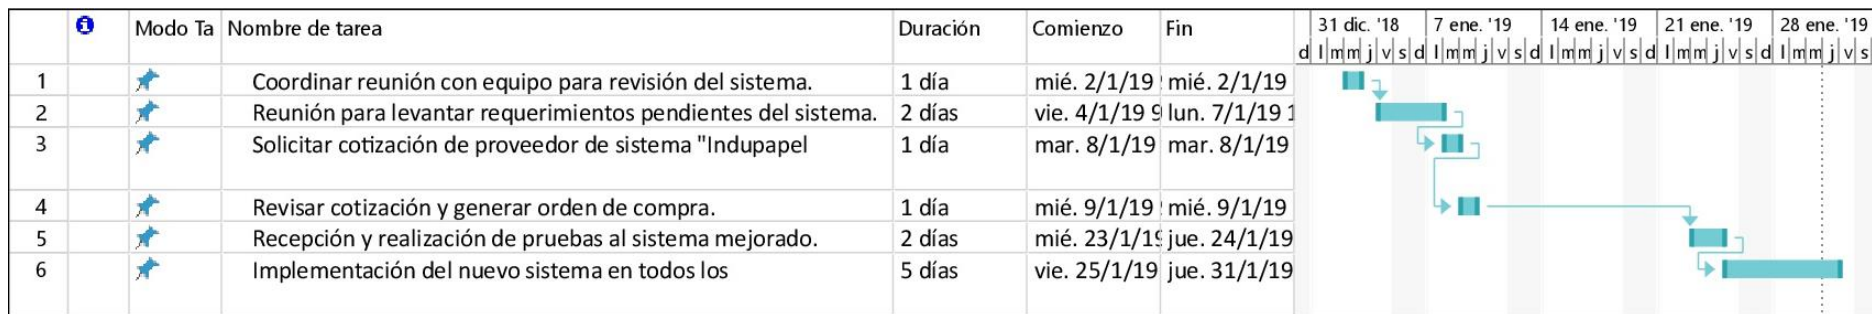 Modo Ta Nombre de tarea Duración Comienzo Fin 31 dic. '18 7 ene. '19 14 ene. '19 21 ene. '19 28 ene. '19
d l m m j v s d l m m j v s d l m m j v s d l m m j v s d l m m j v s
1 Coordinar reunión con equipo para revisión del sistema. 1 día mié. 2/1/19 mié. 2/1/19
2 Reunión para levantar requerimientos pendientes del sistema. 2 días vie. 4/1/19 9 lun. 7/1/19 1
3 Solicitar cotización de proveedor de sistema "Indupapel 1 día mar. 8/1/19 mar. 8/1/19
4 Revisar cotización y generar orden de compra. 1 día mié. 9/1/19 mié. 9/1/19
5 Recepción y realización de pruebas al sistema mejorado. 2 días mié. 23/1/19 jue. 24/1/19
6 Implementación del nuevo sistema en todos los 5 días vie. 25/1/19 jue. 31/1/19